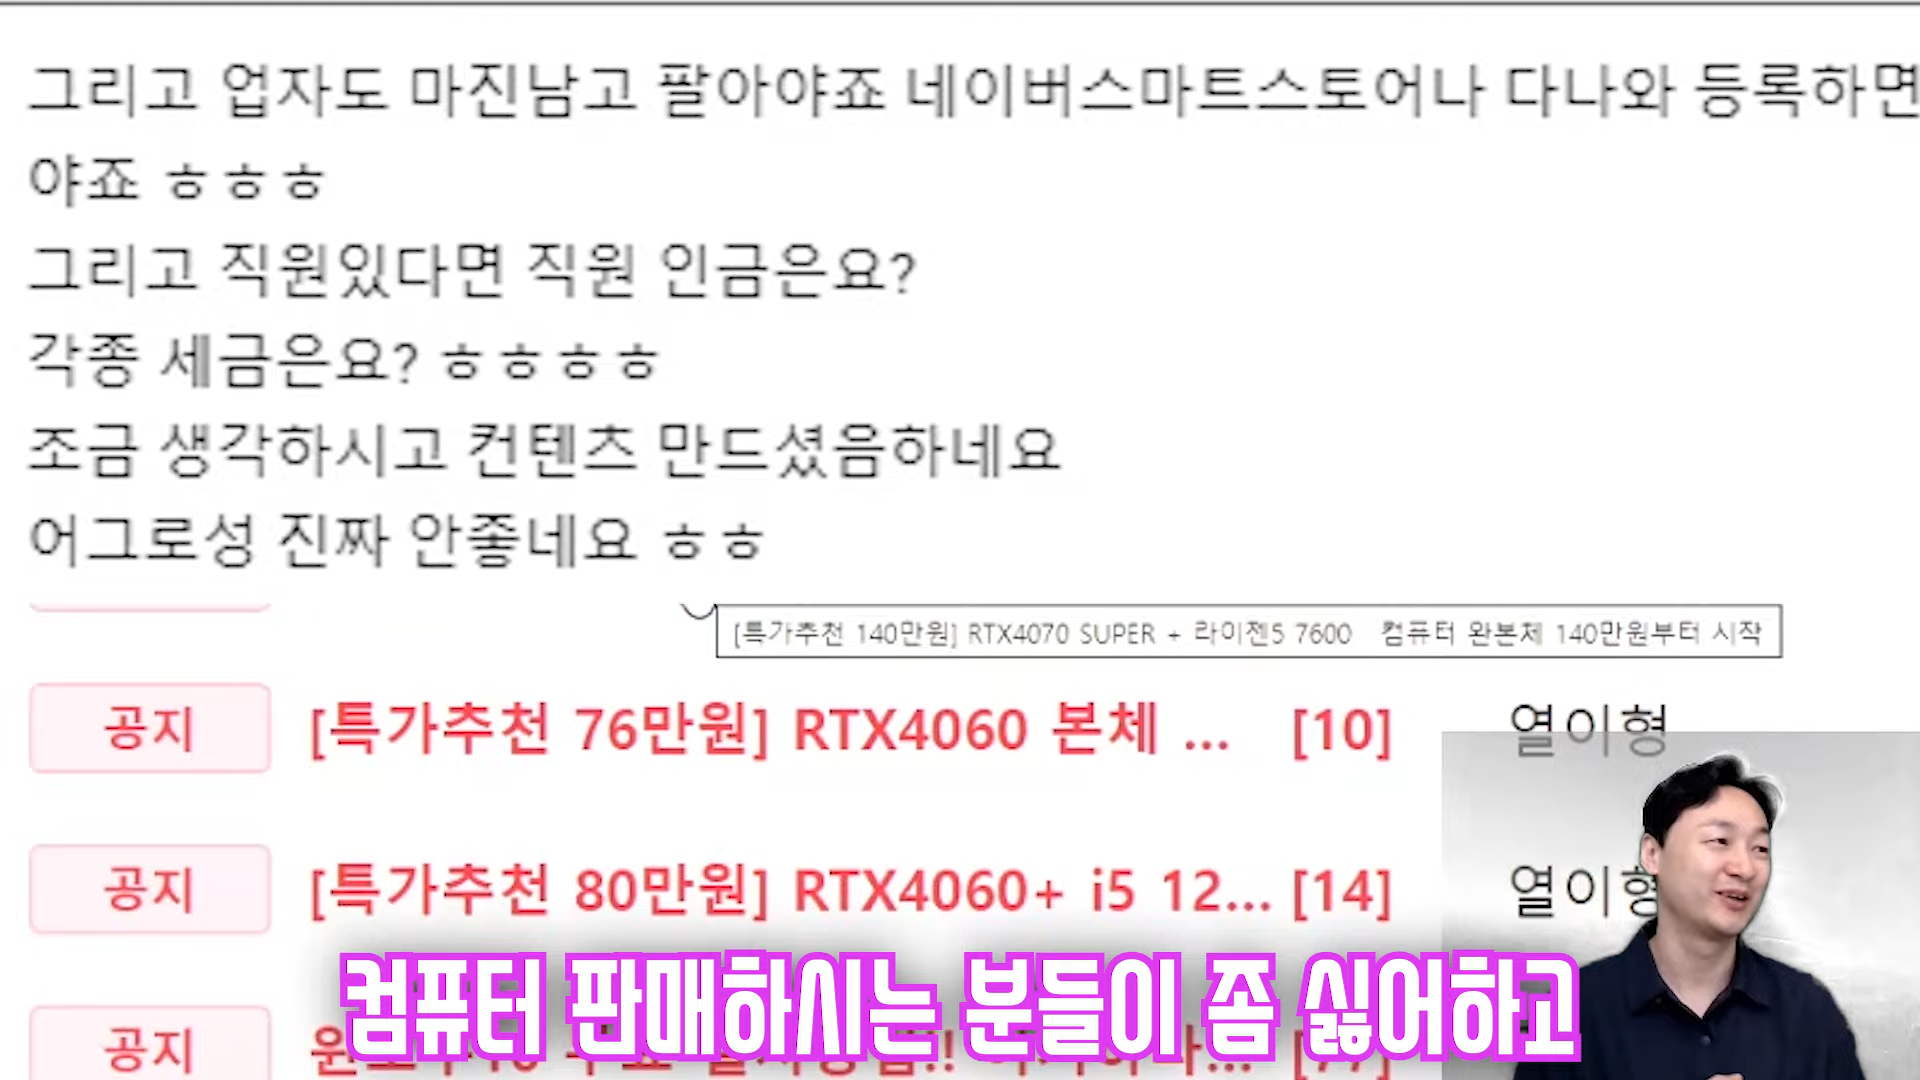 그리고 업자도 마진남고 팔아야죠 네이버스마트스토어나 다나와 등록하면
야죠 ㅎㅎㅎ
그리고 직원있다면 직원 인금은요?
각종 세금은요? ㅎㅎㅎㅎ
조금 생각하시고 컨텐츠 만드셨음하네요
어그로성 진짜 안좋네요 ㅎㅎ
[특가추천 140만원] RTX4070 SUPER + 라이젠5 7600 컴퓨터 완본체 140만원부터 시작
공지 [특가추천 76만원] RTX4060 본체 ... [10] 열이형
공지 [특가추천 80만원] RTX4060+ i5 12... [14] 열이형
공지
컴퓨터 판매하시는 분들이 좀 싫어하고